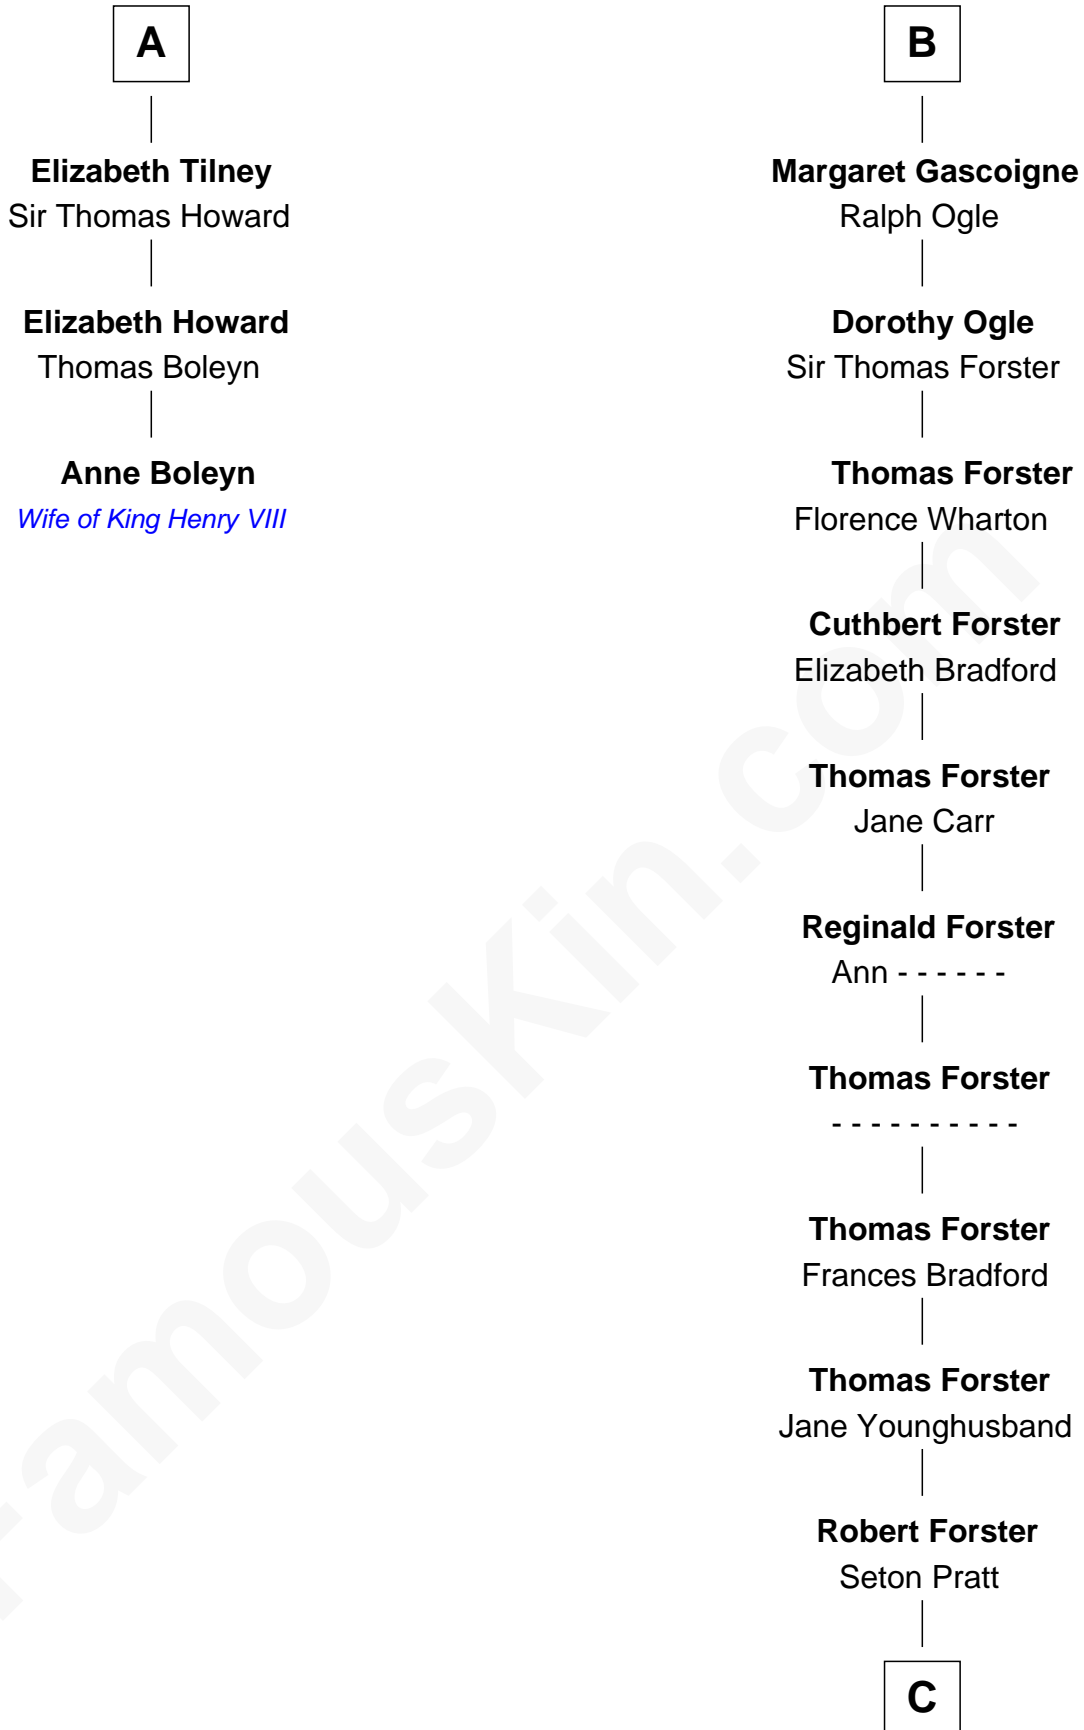 A
Elizabeth Tilney
Sir Thomas Howard
Elizabeth Howard
Thomas Boleyn
Anne Boleyn
Wife of King Henry VIII
B
Margaret Gascoigne
Ralph Ogle
Dorothy Ogle
Sir Thomas Forster
Thomas Forster
Florence Wharton
Cuthbert Forster
Elizabeth Bradford
Thomas Forster
Jane Carr
Reginald Forster
Ann - - - - - -
Thomas Forster
- - - - - - - - - -
Thomas Forster
Frances Bradford
Thomas Forster
Jane Younghusband
Robert Forster
Seton Pratt
C
FamousKin.com